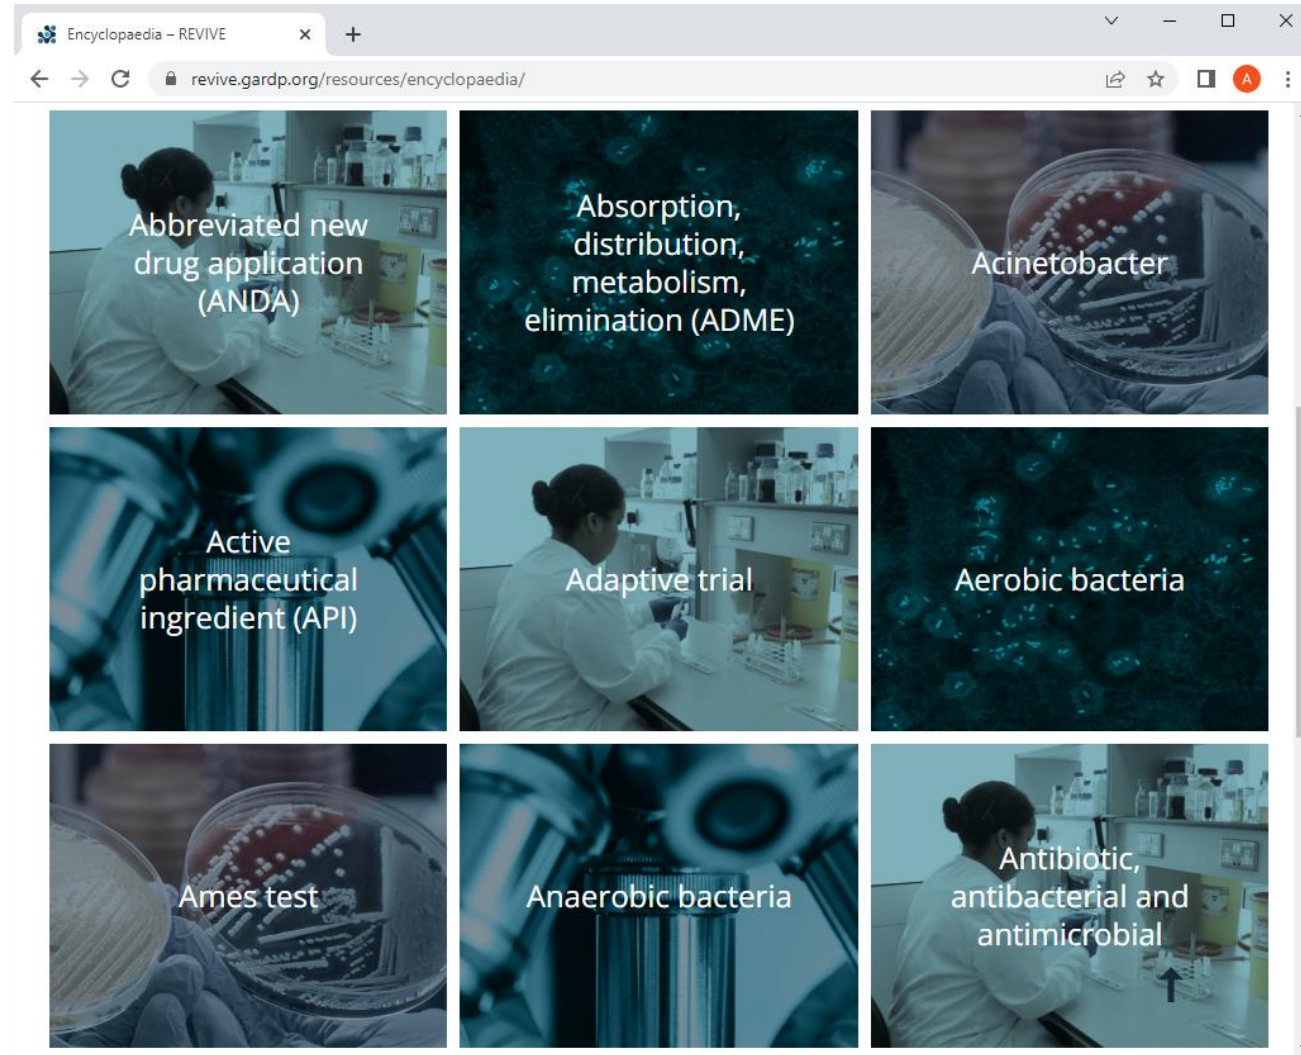 Encyclopaedia – REVIVE
revive.gardp.org/resources/encyclopaedia/
A
Abbreviated new
drug application
(ANDA)
Absorption,
distribution,
metabolism,
elimination (ADME)
Acinetobacter
Active
pharmaceutical
ingredient (API)
Adaptive trial
Aerobic bacteria
Ames test
Anaerobic bacteria
Antibiotic,
antibacterial and
antimicrobial